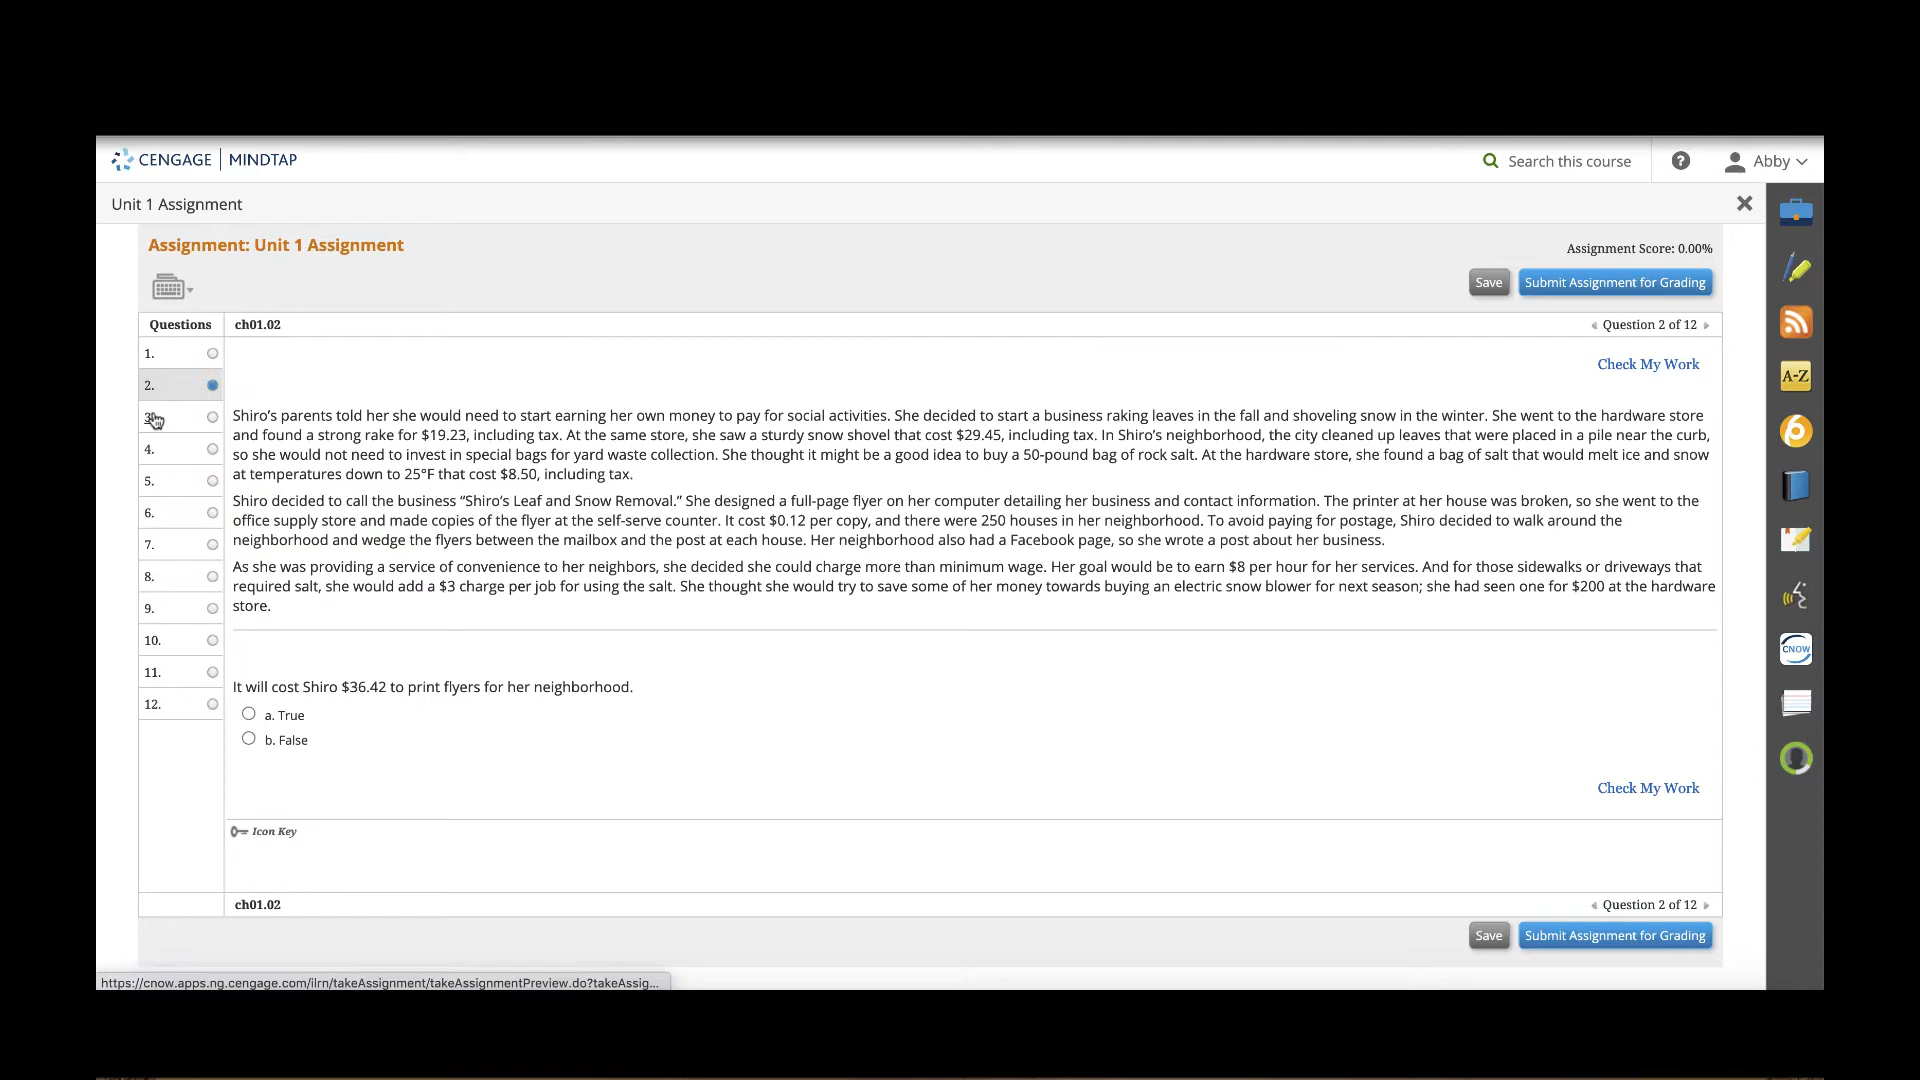 CENGAGE | MINDTAP
Search this course
?
Abby
Unit 1 Assignment
Assignment: Unit 1 Assignment
Assignment Score: 0.00%
Save
Submit Assignment for Grading
Questions
ch01.02
Question 2 of 12
1.
Check My Work
2.
3.
4.
5.
6.
7.
8.
9.
10.
11.
12.
Shiro's parents told her she would need to start earning her own money to pay for social activities. She decided to start a business raking leaves in the fall and shoveling snow in the winter. She went to the hardware store
and found a strong rake for $19.23, including tax. At the same store, she saw a sturdy snow shovel that cost $29.45, including tax. In Shiro's neighborhood, the city cleaned up leaves that were placed in a pile near the curb,
so she would not need to invest in special bags for yard waste collection. She thought it might be a good idea to buy a 50-pound bag of rock salt. At the hardware store, she found a bag of salt that would melt ice and snow
at temperatures down to 25°F that cost $8.50, including tax.
Shiro decided to call the business “Shiro's Leaf and Snow Removal.” She designed a full-page flyer on her computer detailing her business and contact information. The printer at her house was broken, so she went to the
office supply store and made copies of the flyer at the self-serve counter. It cost $0.12 per copy, and there were 250 houses in her neighborhood. To avoid paying for postage, Shiro decided to walk around the
neighborhood and wedge the flyers between the mailbox and the post at each house. Her neighborhood also had a Facebook page, so she wrote a post about her business.
As she was providing a service of convenience to her neighbors, she decided she could charge more than minimum wage. Her goal would be to earn $8 per hour for her services. And for those sidewalks or driveways that
required salt, she would add a $3 charge per job for using the salt. She thought she would try to save some of her money towards buying an electric snow blower for next season; she had seen one for $200 at the hardware
store.
It will cost Shiro $36.42 to print flyers for her neighborhood.
a. True
b. False
Check My Work
Icon Key
ch01.02
Question 2 of 12
Save
Submit Assignment for Grading
https://cnow.apps.ng.cengage.com/ilrn/takeAssignment/takeAssignmentPreview.do?takeAssig...
A-Z
CNOW